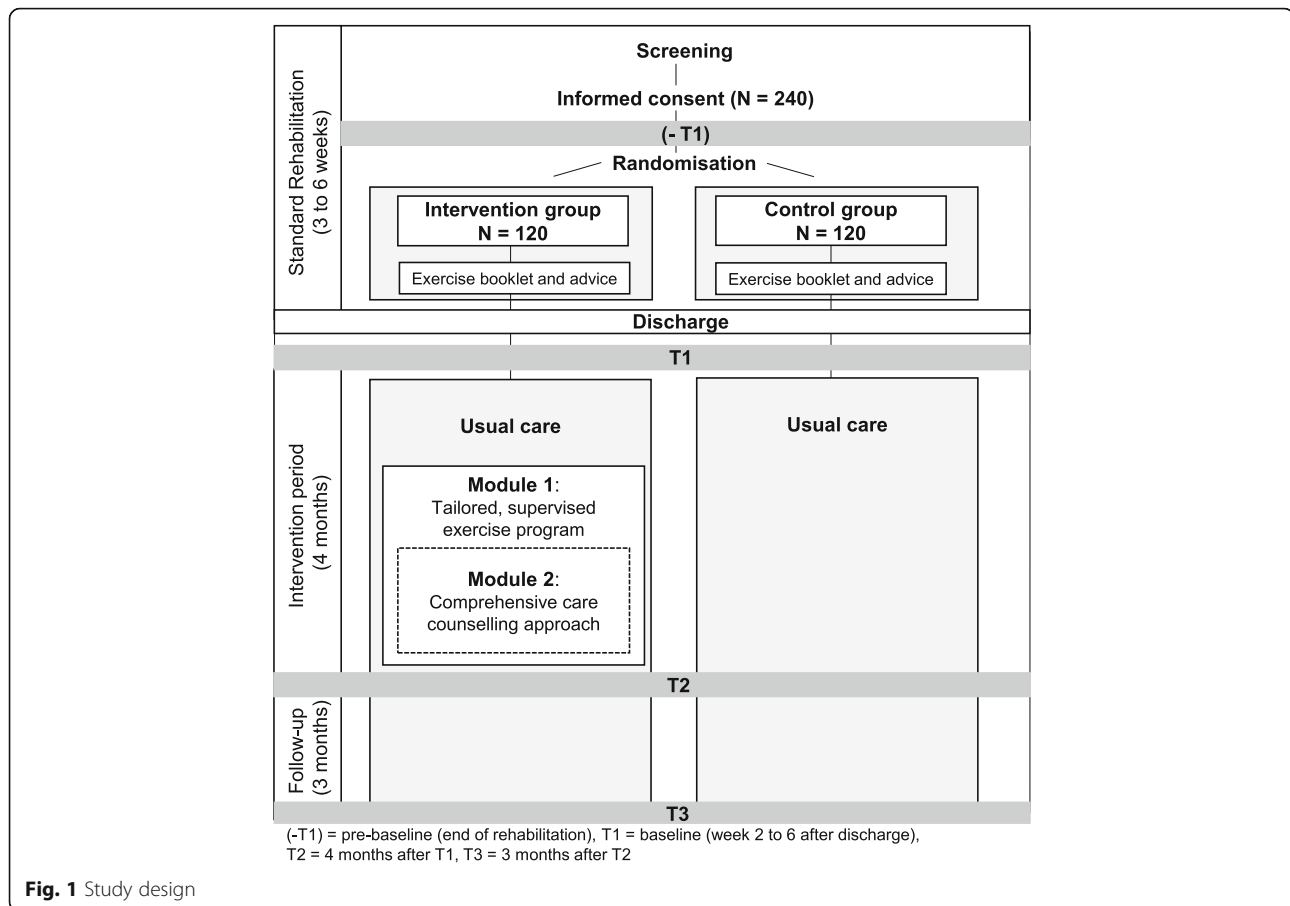 Standard Rehabilitation
(3 to 6 weeks)
Screening
Informed consent (N = 240)
(- T1)
Randomisation
Intervention group
N = 120
Exercise booklet and advice
Control group
N = 120
Exercise booklet and advice
Discharge
T1
Intervention period
(4 months)
Usual care
Module 1:
Tailored, supervised
exercise program
Module 2:
Comprehensive care
counselling approach
Usual care
T2
Follow-up
(3 months)
T3
(-T1) = pre-baseline (end of rehabilitation), T1 = baseline (week 2 to 6 after discharge),
T2 = 4 months after T1, T3 = 3 months after T2
Fig. 1 Study design